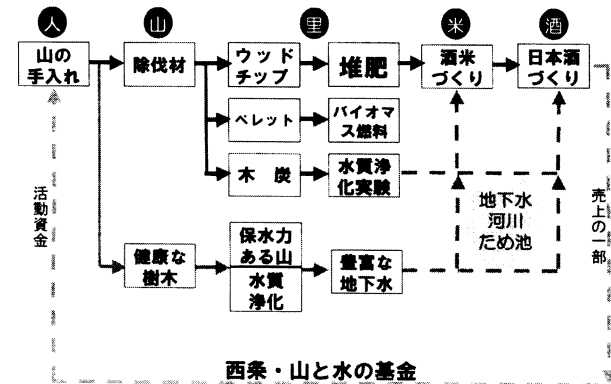 人
山
里
米
酒
山の
手入れ
除伐材
ウッド
チップ
堆肥
酒米
づくり
日本酒
づくり
ペレット
バイオマ
ス燃料
木 炭
水質浄
化実験
地下水
河川
ため池
活動資金
売上の一部
健康な
樹木
保水力
ある山
水質
浄化
豊富な
地下水
西条・山と水の基金